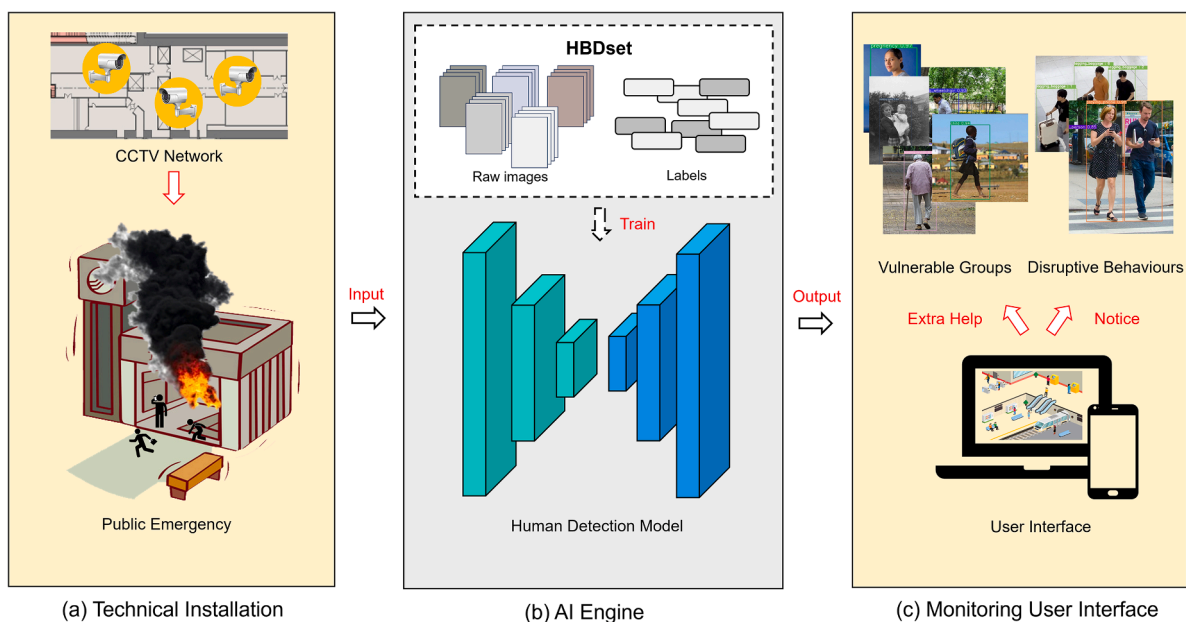 CCTV Network
Public Emergency
(a) Technical Installation
Input
HBDset
Raw images
Labels
Train
Human Detection Model
(b) AI Engine
Output
Vulnerable Groups
Disruptive Behaviours
Extra Help
Notice
User Interface
(c) Monitoring User Interface